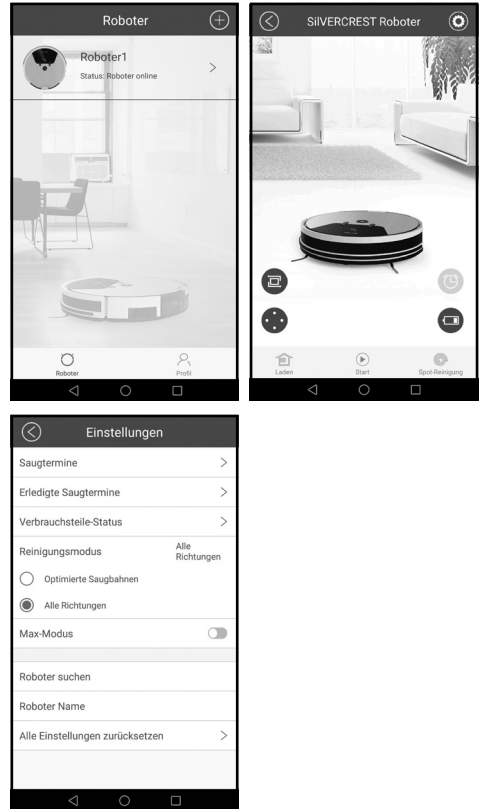 Roboter
Roboter1
Status: Roboter online
Roboter
Profil
SilVERCREST Roboter
Laden
Start
Spot-Reinigung
Einstellungen
Saugtermine
Erledigte Saugtermine
Verbrauchsteile-Status
Reinigungsmodus
Alle
Richtungen
Optimierte Saugbahnen
Alle Richtungen
Max-Modus
Roboter suchen
Roboter Name
Alle Einstellungen zurücksetzen